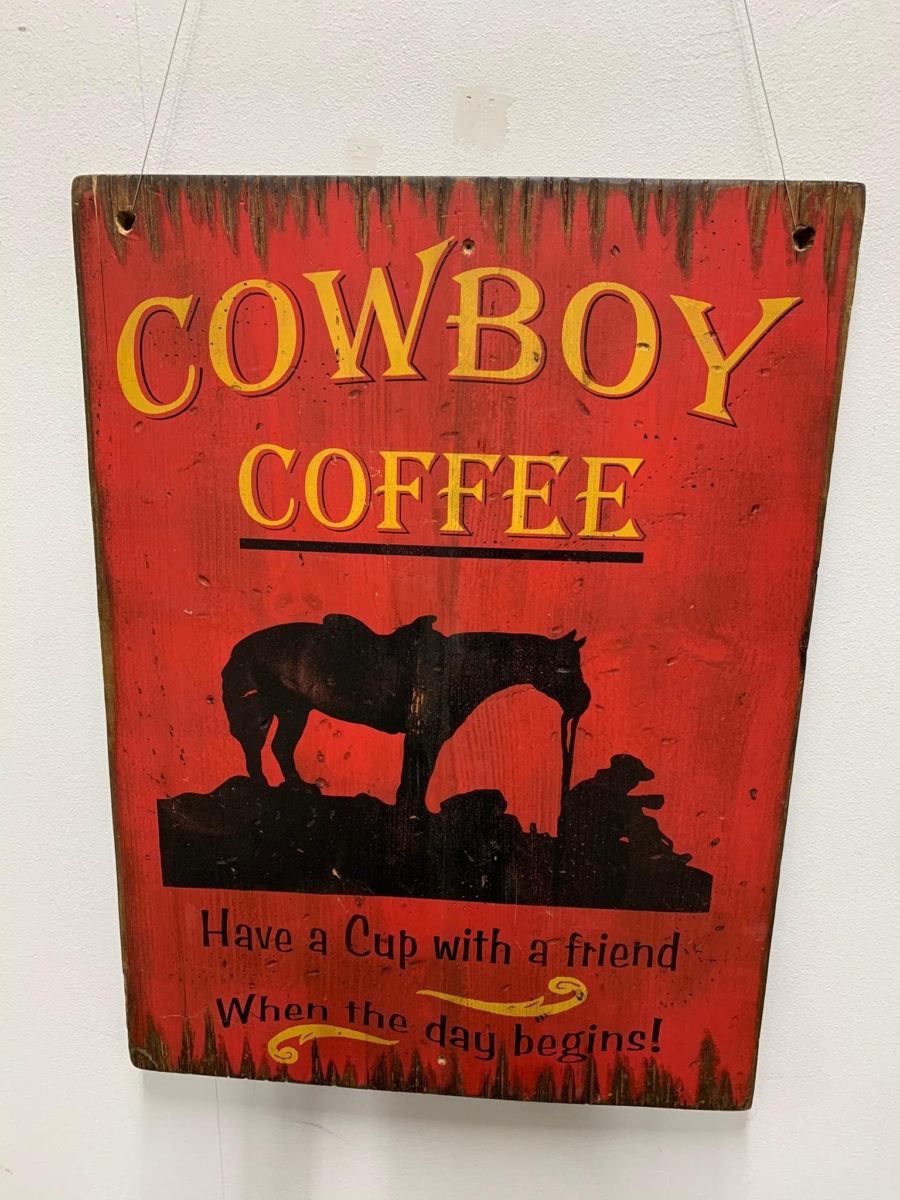 COWBOY
COFFEE
Have a Cup with a friend
When the day begins!